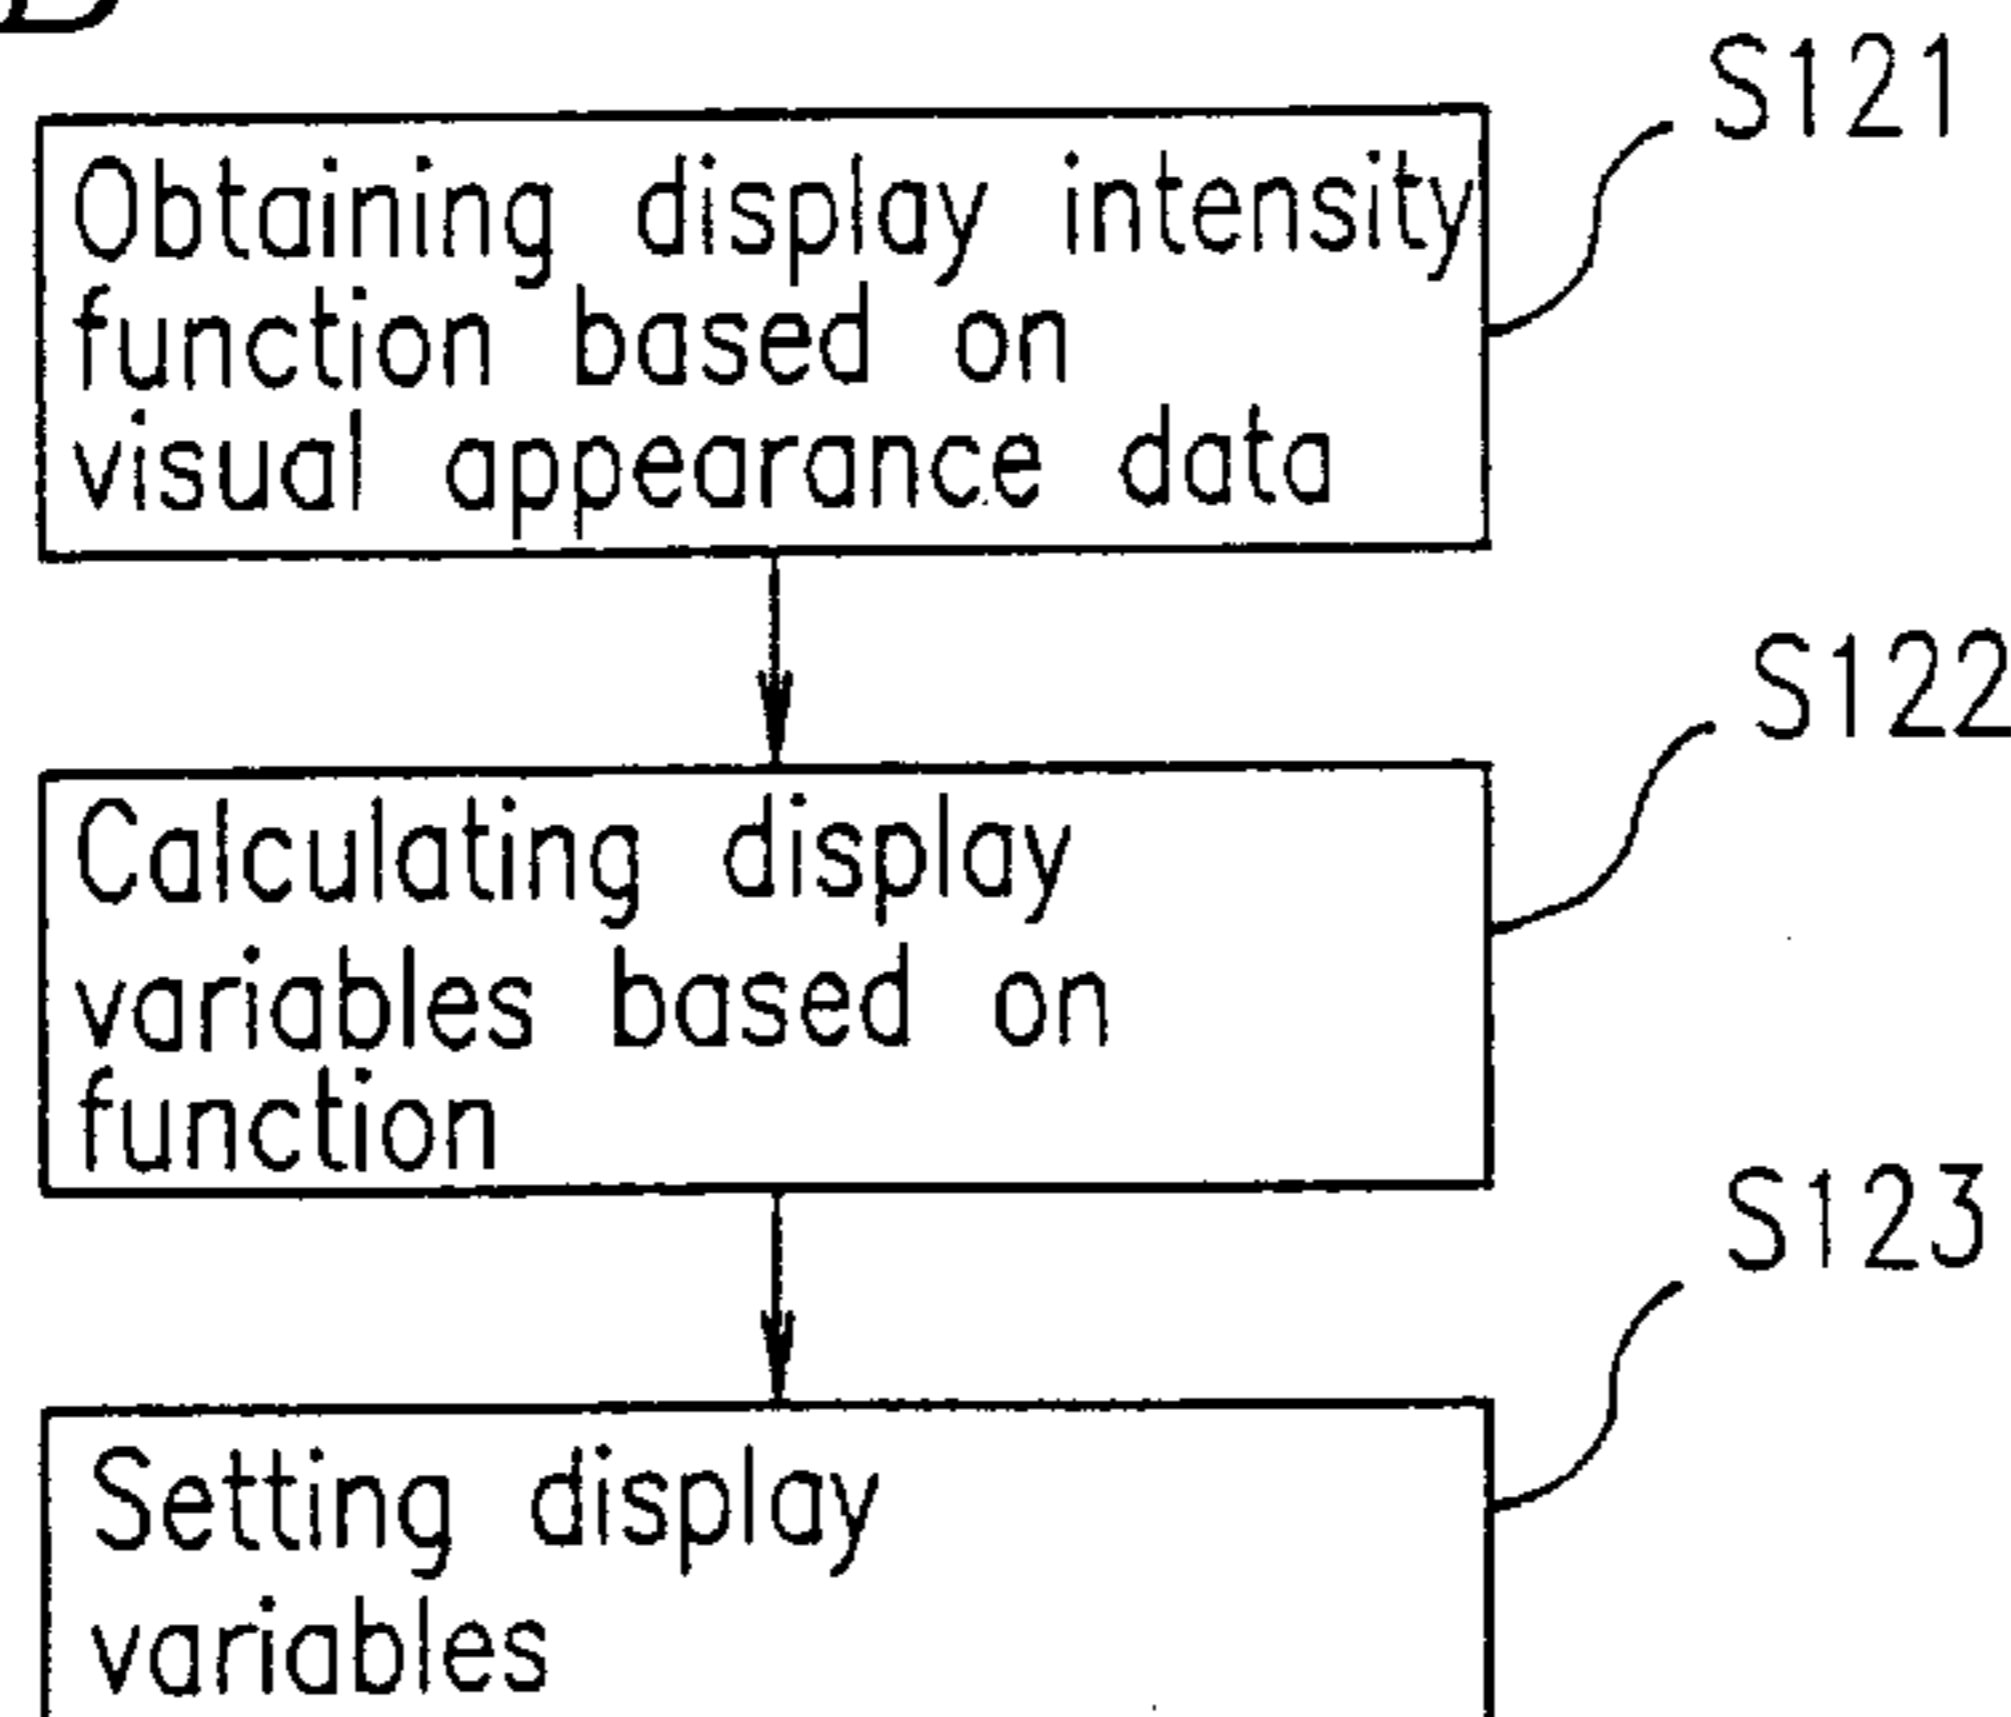 S121
Obtaining display intensity
function based on
visual appearance data
S122
Calculating display
variables based on
function
S123
Setting display
variables